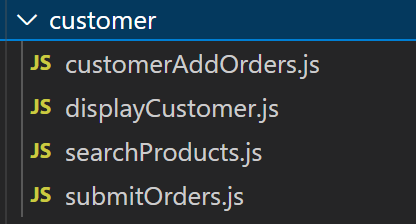 customer
JS customerAddOrders.js
JS displayCustomer.js
JS searchProducts.js
JS submitOrders.js